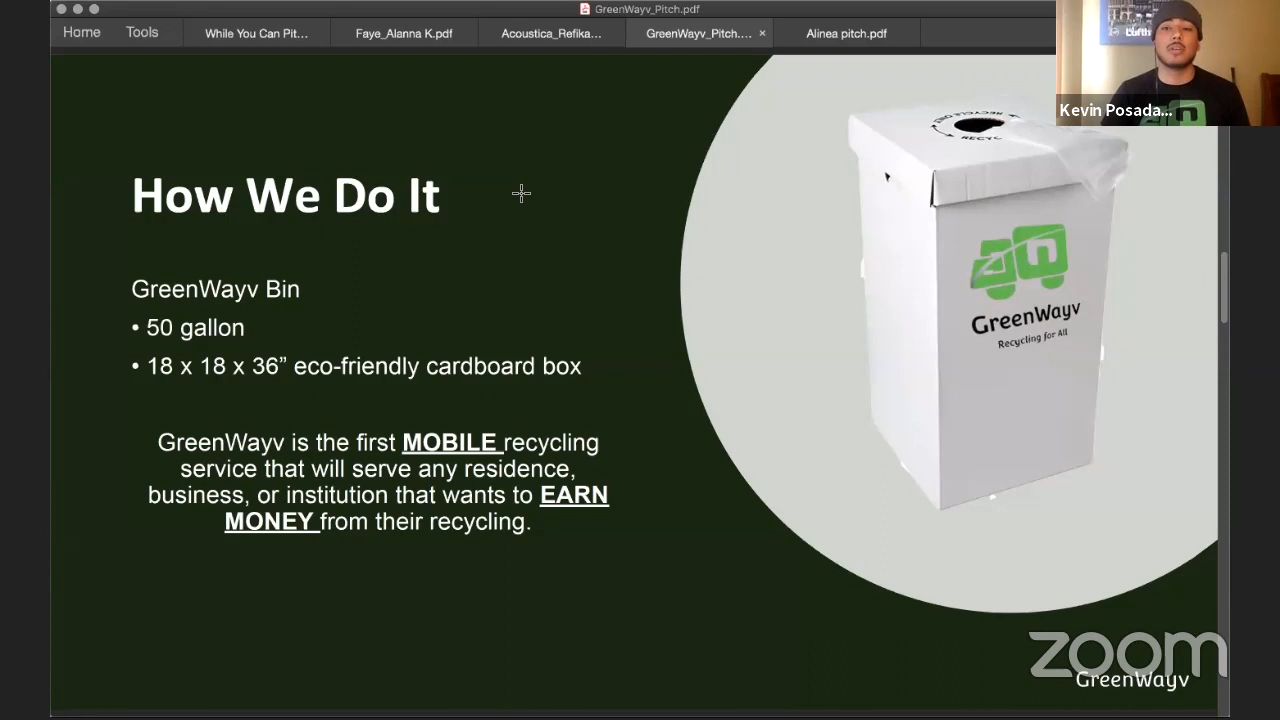 GreenWayv_Pitch.pdf
Home
Tools
While You Can Pit...
Faye_Alanna K.pdf
Acoustica_Refika...
GreenWayv_Pitch.... ×
Alinea pitch.pdf
Kevin Posada...
RECYCLE ONLY
RECYC
How We Do It
GreenWayv Bin
• 50 gallon
• 18 x 18 x 36” eco-friendly cardboard box
GreenWayv is the first MOBILE recycling
service that will serve any residence,
business, or institution that wants to EARN
MONEY from their recycling.
GreenWayv
Recycling for All
zoom
GreenWayv